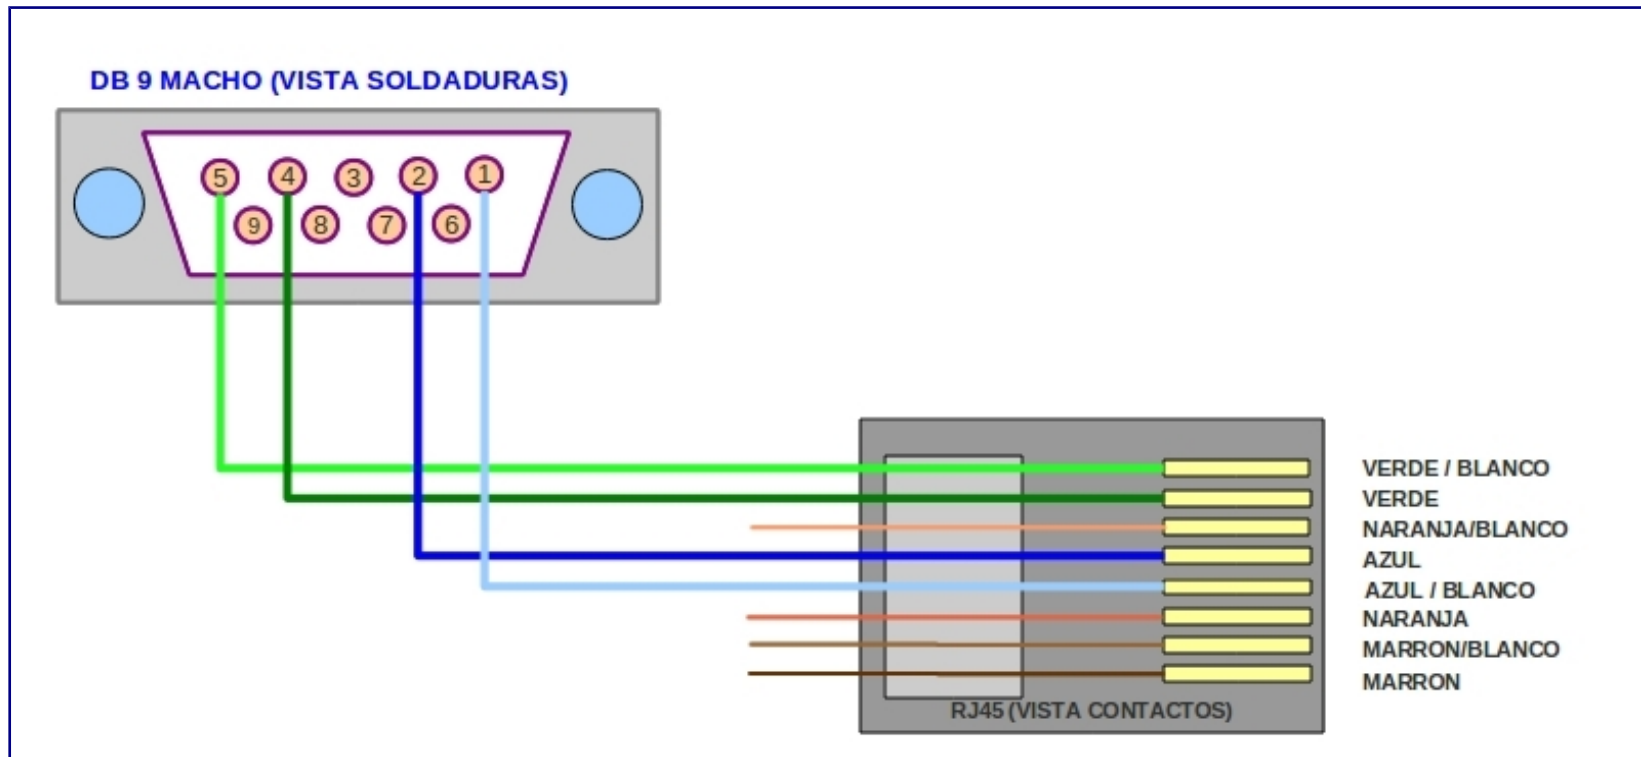 DB 9 MACHO (VISTA SOLDADURAS)
5 4 3 2 1
9 8 7 6
VERDE / BLANCO
VERDE
NARANJA/BLANCO
AZUL
AZUL / BLANCO
NARANJA
MARRON/BLANCO
MARRON
RJ45 (VISTA CONTACTOS)